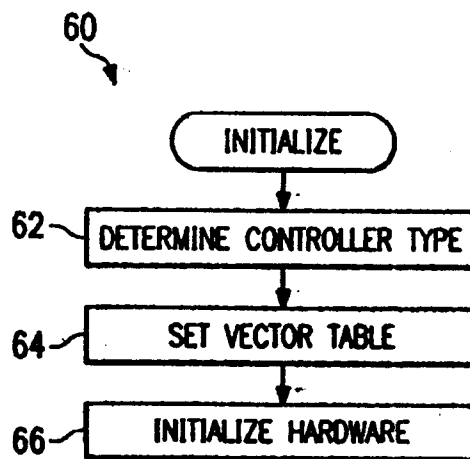 60
INITIALIZE
62
DETERMINE CONTROLLER TYPE
64
SET VECTOR TABLE
66
INITIALIZE HARDWARE